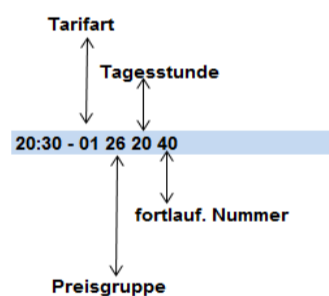 Tarifart
Tagesstunde
20:30 - 01 26 20 40
fortlauf. Nummer
Preisgruppe